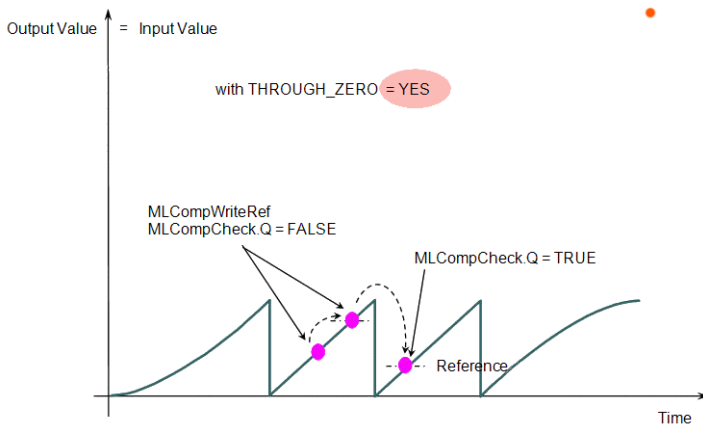 Output Value = Input Value
with THROUGH_ZERO = YES
MLCompWriteRef
MLCompCheck.Q = FALSE
MLCompCheck.Q = TRUE
Reference
Time